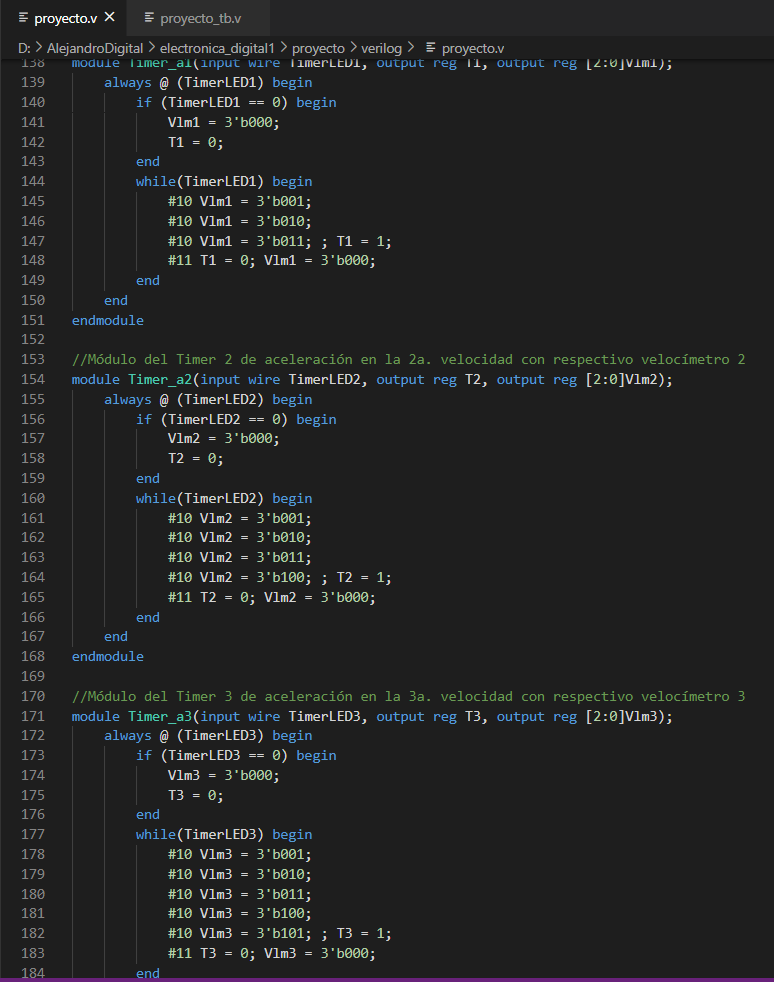 proyecto.v ×
proyecto_tb.v
D: > AlejandroDigital > electronica_digital1 > proyecto > verilog > proyecto.v
138 module Timer_a1(input wire TimerLED1, output reg T1, output reg [2:0]Vlm1);
139 always @ (TimerLED1) begin
140 if (TimerLED1 == 0) begin
141 Vlm1 = 3'b000;
142 T1 = 0;
143 end
144 while(TimerLED1) begin
145 #10 Vlm1 = 3'b001;
146 #10 Vlm1 = 3'b010;
147 #10 Vlm1 = 3'b011; ; T1 = 1;
148 #11 T1 = 0; Vlm1 = 3'b000;
149 end
150 end
151 endmodule
152
153 //Módulo del Timer 2 de aceleración en la 2a. velocidad con respectivo velocímetro 2
154 module Timer_a2(input wire TimerLED2, output reg T2, output reg [2:0]Vlm2);
155 always @ (TimerLED2) begin
156 if (TimerLED2 == 0) begin
157 Vlm2 = 3'b000;
158 T2 = 0;
159 end
160 while(TimerLED2) begin
161 #10 Vlm2 = 3'b001;
162 #10 Vlm2 = 3'b010;
163 #10 Vlm2 = 3'b011;
164 #10 Vlm2 = 3'b100; ; T2 = 1;
165 #11 T2 = 0; Vlm2 = 3'b000;
166 end
167 end
168 endmodule
169
170 //Módulo del Timer 3 de aceleración en la 3a. velocidad con respectivo velocímetro 3
171 module Timer_a3(input wire TimerLED3, output reg T3, output reg [2:0]Vlm3);
172 always @ (TimerLED3) begin
173 if (TimerLED3 == 0) begin
174 Vlm3 = 3'b000;
175 T3 = 0;
176 end
177 while(TimerLED3) begin
178 #10 Vlm3 = 3'b001;
179 #10 Vlm3 = 3'b010;
180 #10 Vlm3 = 3'b011;
181 #10 Vlm3 = 3'b100;
182 #10 Vlm3 = 3'b101; ; T3 = 1;
183 #11 T3 = 0; Vlm3 = 3'b000;
184 end